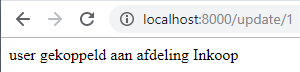 localhost:8000/update/1
user gekoppeld aan afdeling Inkoop